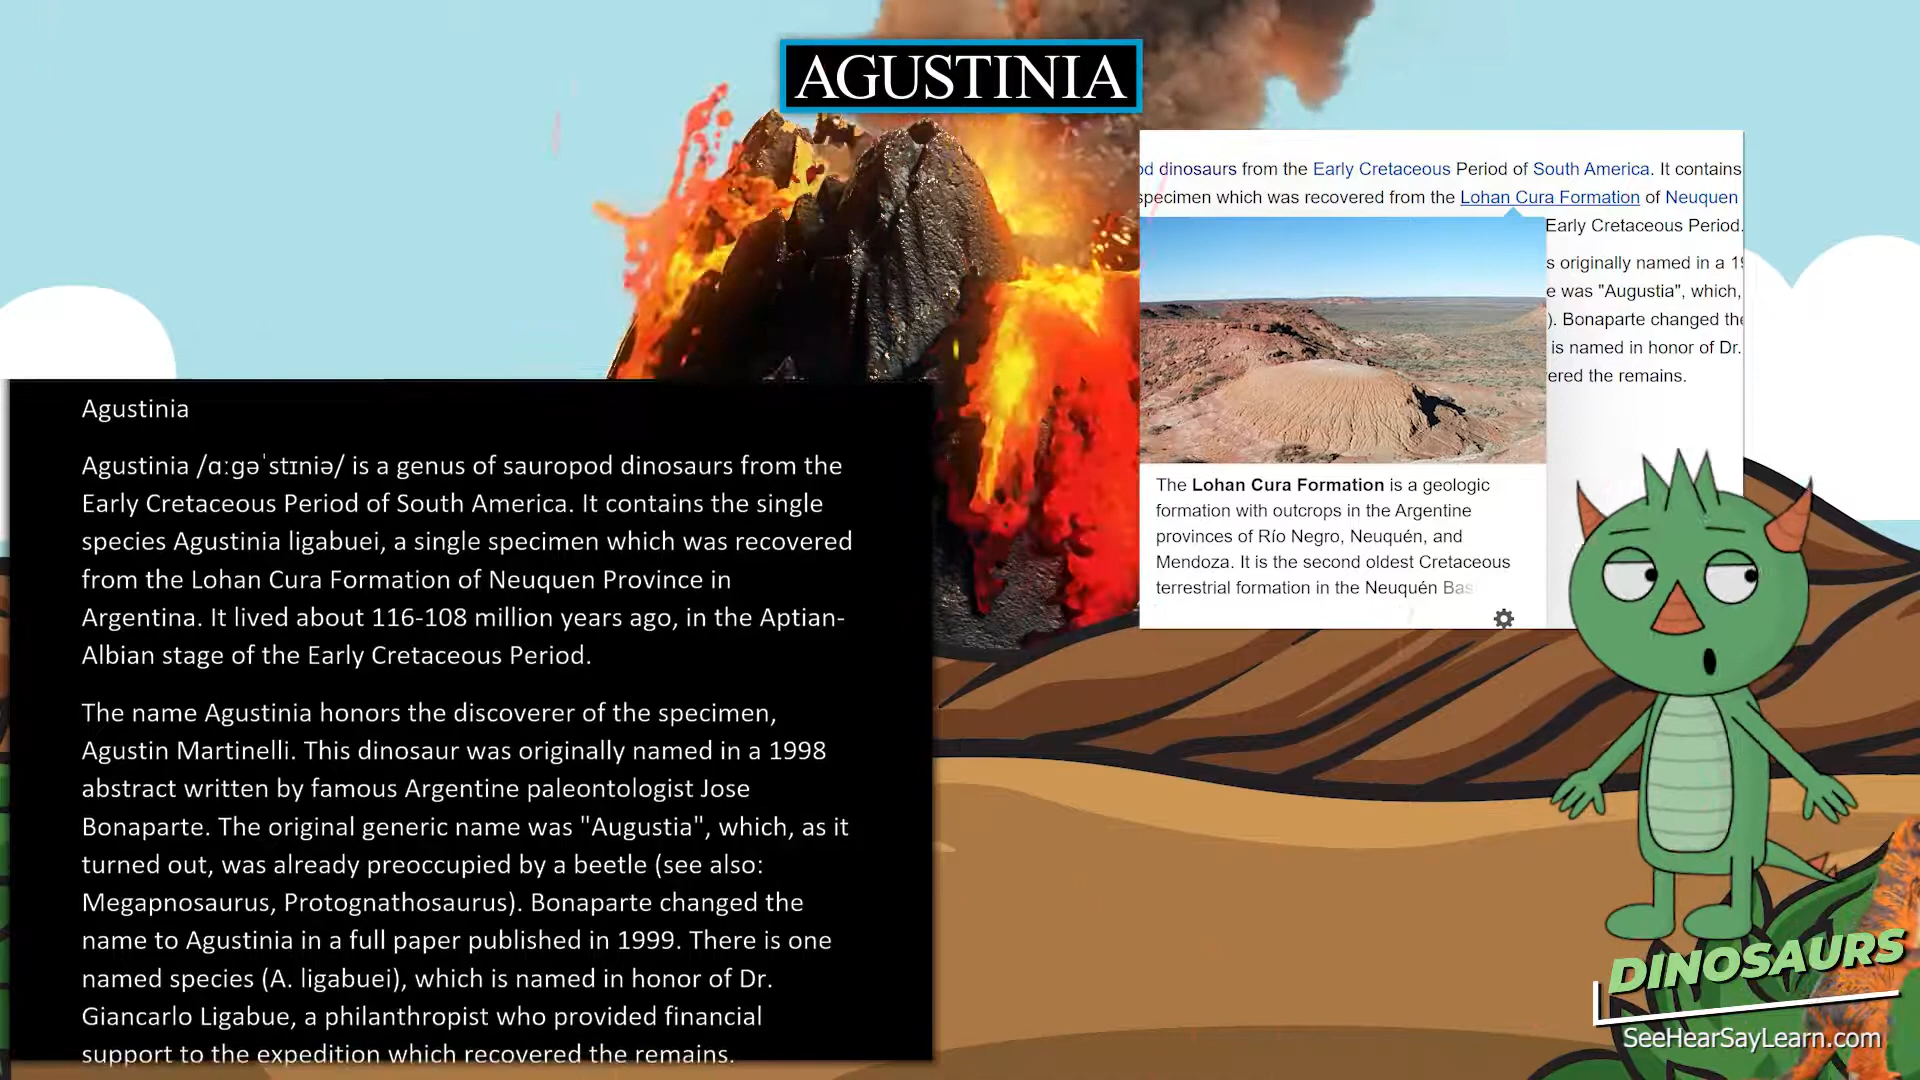 AGUSTINIA
od dinosaurs from the Early Cretaceous Period of South America. It contains
specimen which was recovered from the Lohan Cura Formation of Neuquen
Early Cretaceous Period.
s originally named in a 19
e was "Augustia", which,
). Bonaparte changed the
is named in honor of Dr.
ered the remains.
The Lohan Cura Formation is a geologic
formation with outcrops in the Argentine
provinces of Río Negro, Neuquén, and
Mendoza. It is the second oldest Cretaceous
terrestrial formation in the Neuquén Bas
Agustinia
Agustinia /ɑːɡəˈstɪniə/ is a genus of sauropod dinosaurs from the
Early Cretaceous Period of South America. It contains the single
species Agustinia ligabuei, a single specimen which was recovered
from the Lohan Cura Formation of Neuquen Province in
Argentina. It lived about 116-108 million years ago, in the Aptian-
Albian stage of the Early Cretaceous Period.
The name Agustinia honors the discoverer of the specimen,
Agustin Martinelli. This dinosaur was originally named in a 1998
abstract written by famous Argentine paleontologist Jose
Bonaparte. The original generic name was "Augustia", which, as it
turned out, was already preoccupied by a beetle (see also:
Megapnosaurus, Protognathosaurus). Bonaparte changed the
name to Agustinia in a full paper published in 1999. There is one
named species (A. ligabuei), which is named in honor of Dr.
Giancarlo Ligabue, a philanthropist who provided financial
support to the expedition which recovered the remains.
DINOSAURS
SeeHearSayLearn.com